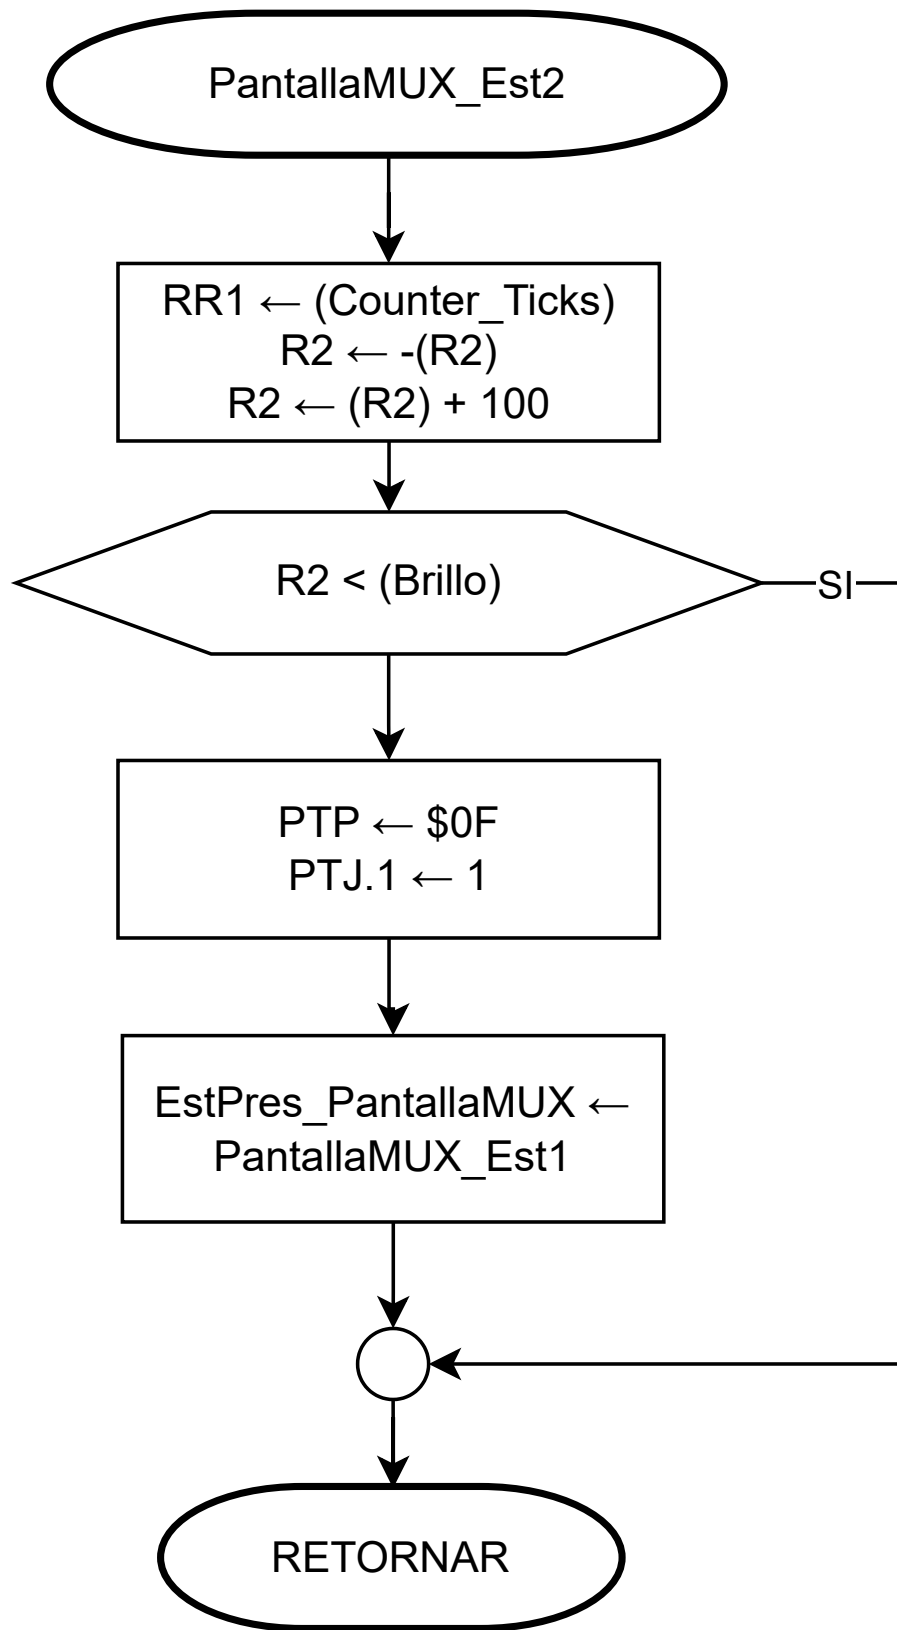 PantallaMUX_Est2
RR1 ← (Counter_Ticks)
R2 ← -(R2)
R2 ← (R2) + 100
R2 < (Brillo)
SI
PTP ← $0F
PTJ.1 ← 1
EstPres_PantallaMUX ←
PantallaMUX_Est1
RETORNAR